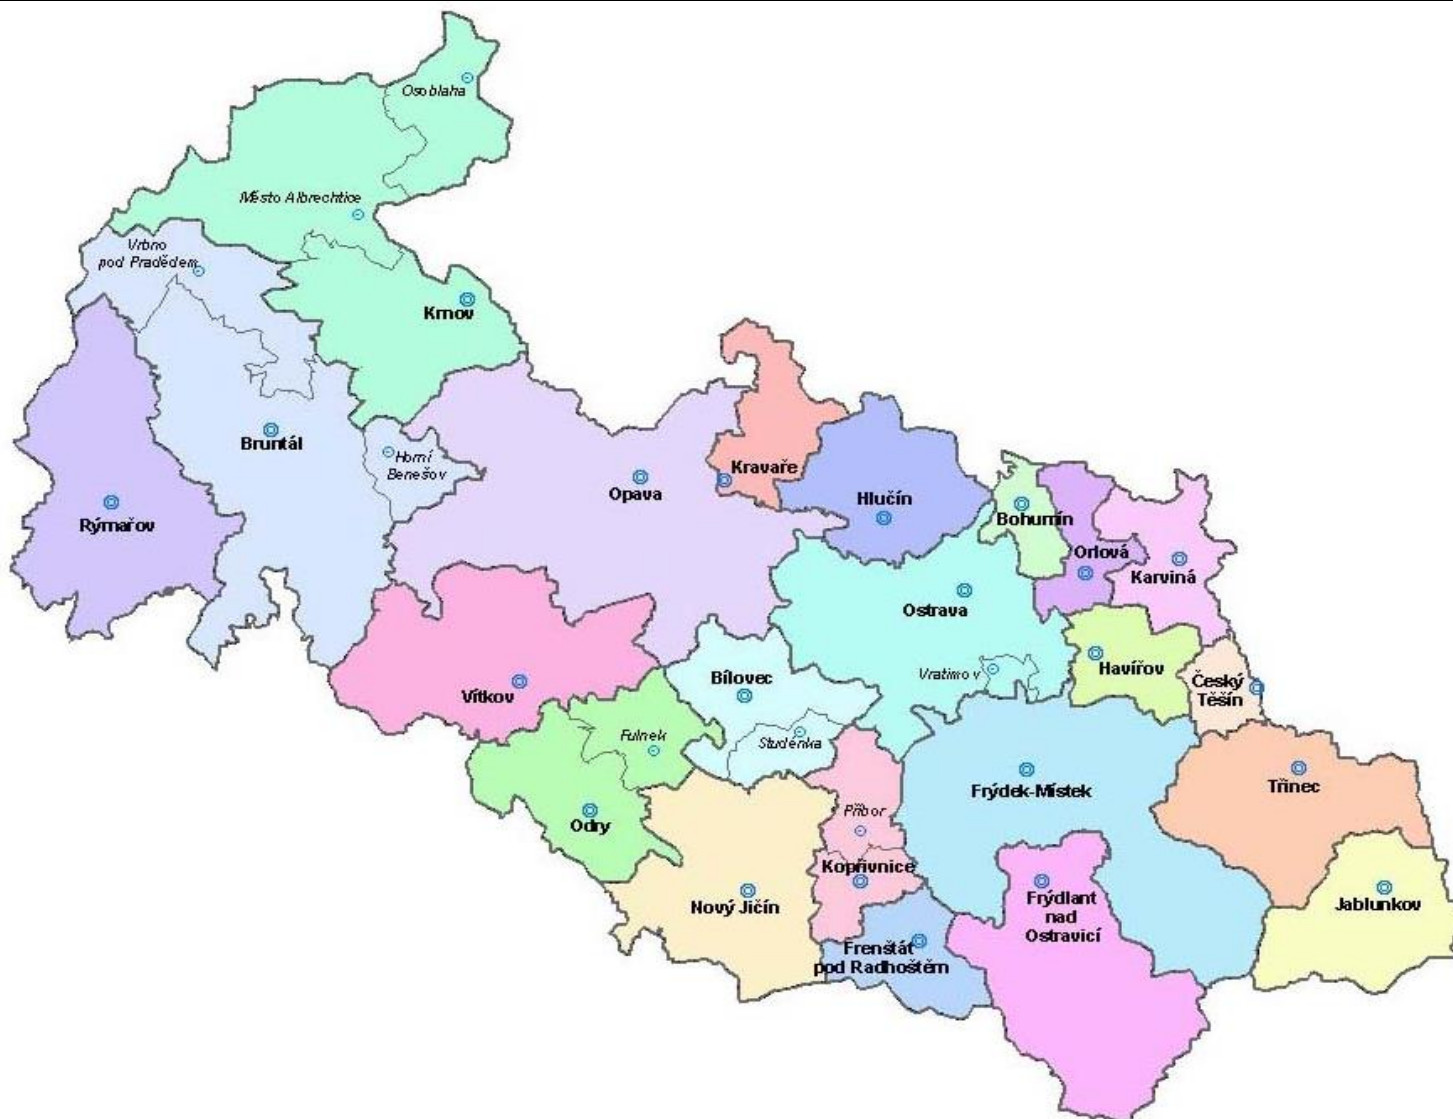 Osoblaha
Město Albrechtice
Vrbno
pod Pradědem
Krnov
Bruntál
Horní
Benešov
Rýmařov
Opava
Kravaře
Hlučín
Bohumín
Orlová
Karviná
Ostrava
Vratimov
Havířov
Český
Těšín
Vítkov
Bílovec
Studénka
Fulnek
Odry
Příbor
Kopřivnice
Nový Jičín
Frýdek-Místek
Třinec
Jablunkov
Frýdlant
nad
Ostravicí
Frenštát
pod Radhoštěm